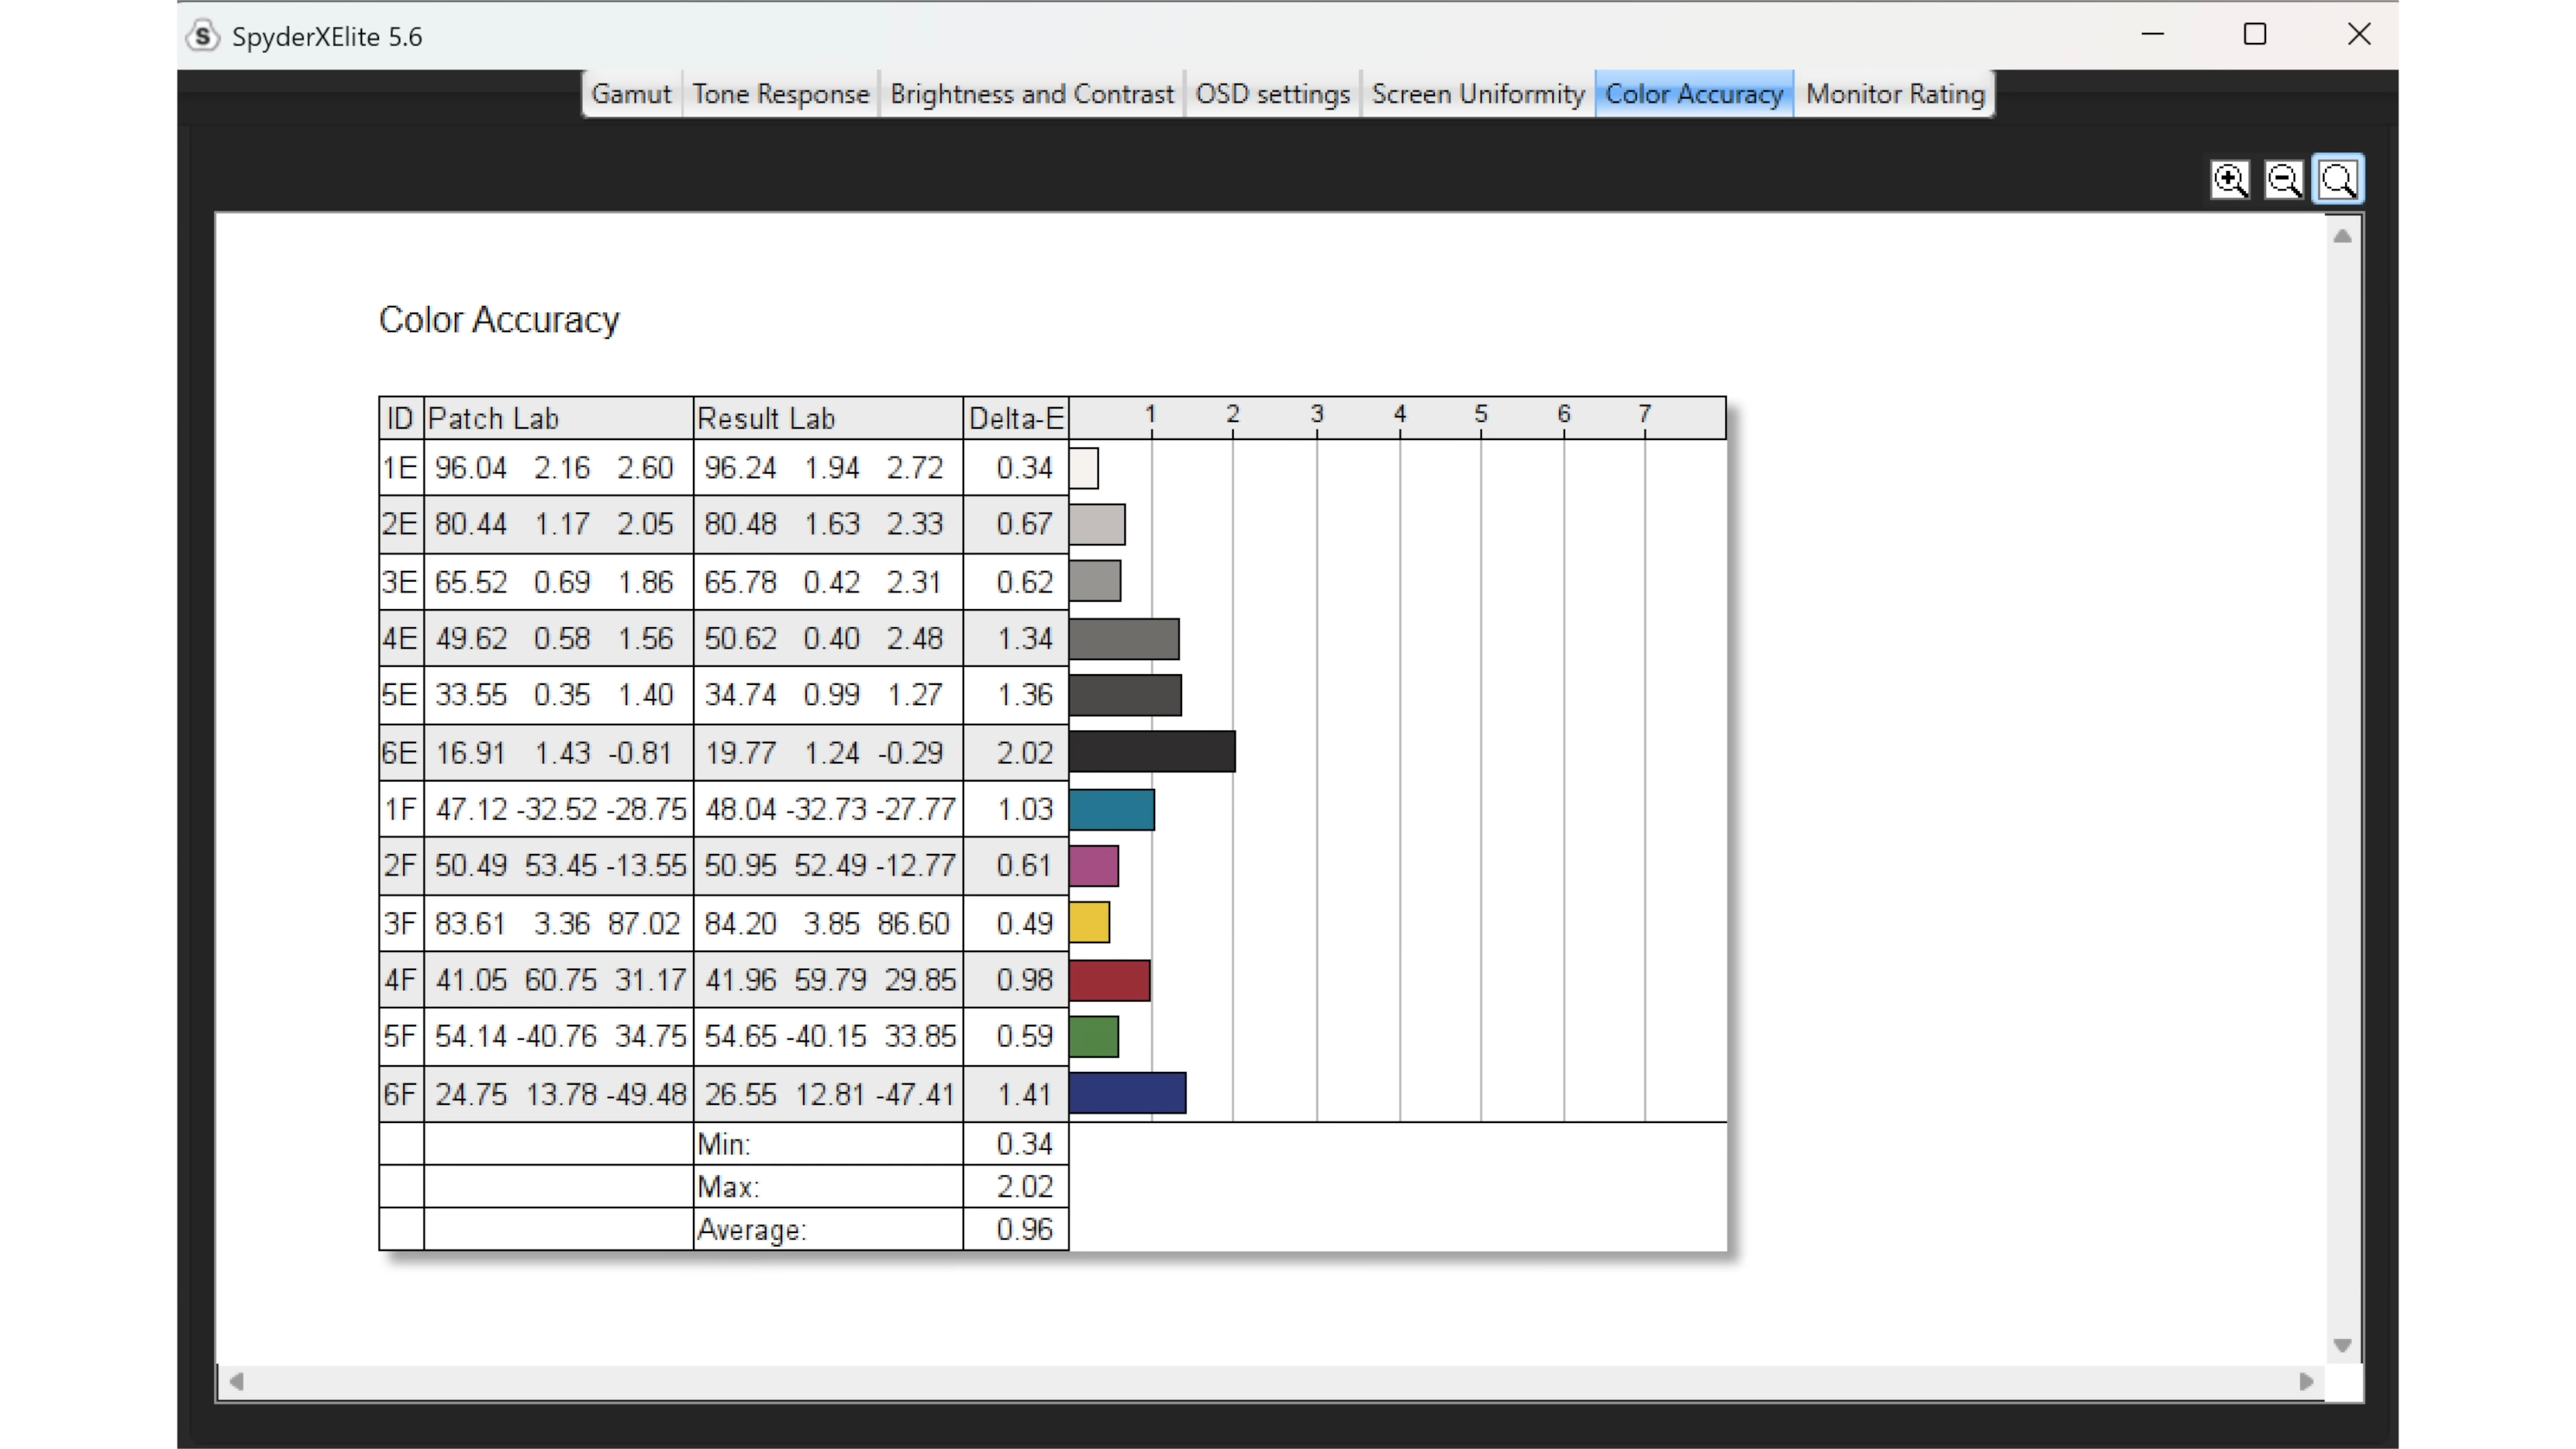 SpyderXElite 5.6
Gamut Tone Response Brightness and Contrast OSD settings Screen Uniformity Color Accuracy Monitor Rating
Color Accuracy
ID Patch Lab Result Lab Delta-E 1 2 3 4 5 6 7
1E 96.04 2.16 2.60 96.24 1.94 2.72 0.34
2E 80.44 1.17 2.05 80.48 1.63 2.33 0.67
3E 65.52 0.69 1.86 65.78 0.42 2.31 0.62
4E 49.62 0.58 1.56 50.62 0.40 2.48 1.34
5E 33.55 0.35 1.40 34.74 0.99 1.27 1.36
6E 16.91 1.43 -0.81 19.77 1.24 -0.29 2.02
1F 47.12 -32.52 -28.75 48.04 -32.73 -27.77 1.03
2F 50.49 53.45 -13.55 50.95 52.49 -12.77 0.61
3F 83.61 3.36 87.02 84.20 3.85 86.60 0.49
4F 41.05 60.75 31.17 41.96 59.79 29.85 0.98
5F 54.14 -40.76 34.75 54.65 -40.15 33.85 0.59
6F 24.75 13.78 -49.48 26.55 12.81 -47.41 1.41
Min: 0.34
Max: 2.02
Average: 0.96